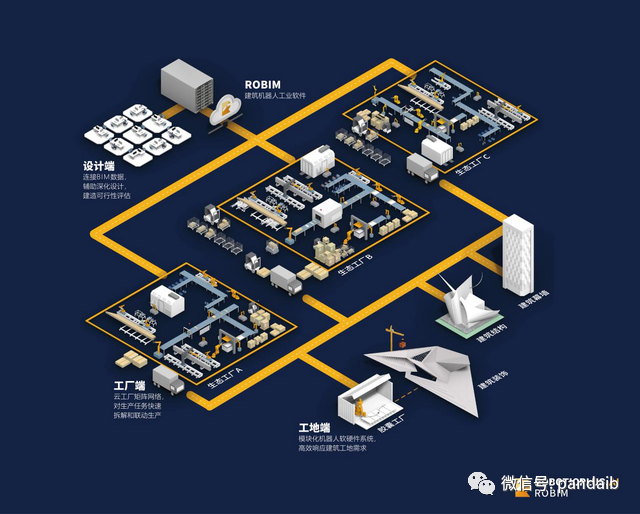 ROBIM
建筑机器人工业软件
设计端
连接BIM数据,
辅助深化设计,
建造可行性评估
生态工厂C
生态工厂B
生态工厂A
建筑幕墙
建筑结构
建筑装饰
工厂端
云工厂矩阵网络,
对生产任务快速
拆解和联动生产
胶囊工厂
工地端
模块化机器人软硬件系统,
高效响应建筑工地需求
微信号: pandaibl
ROBIM